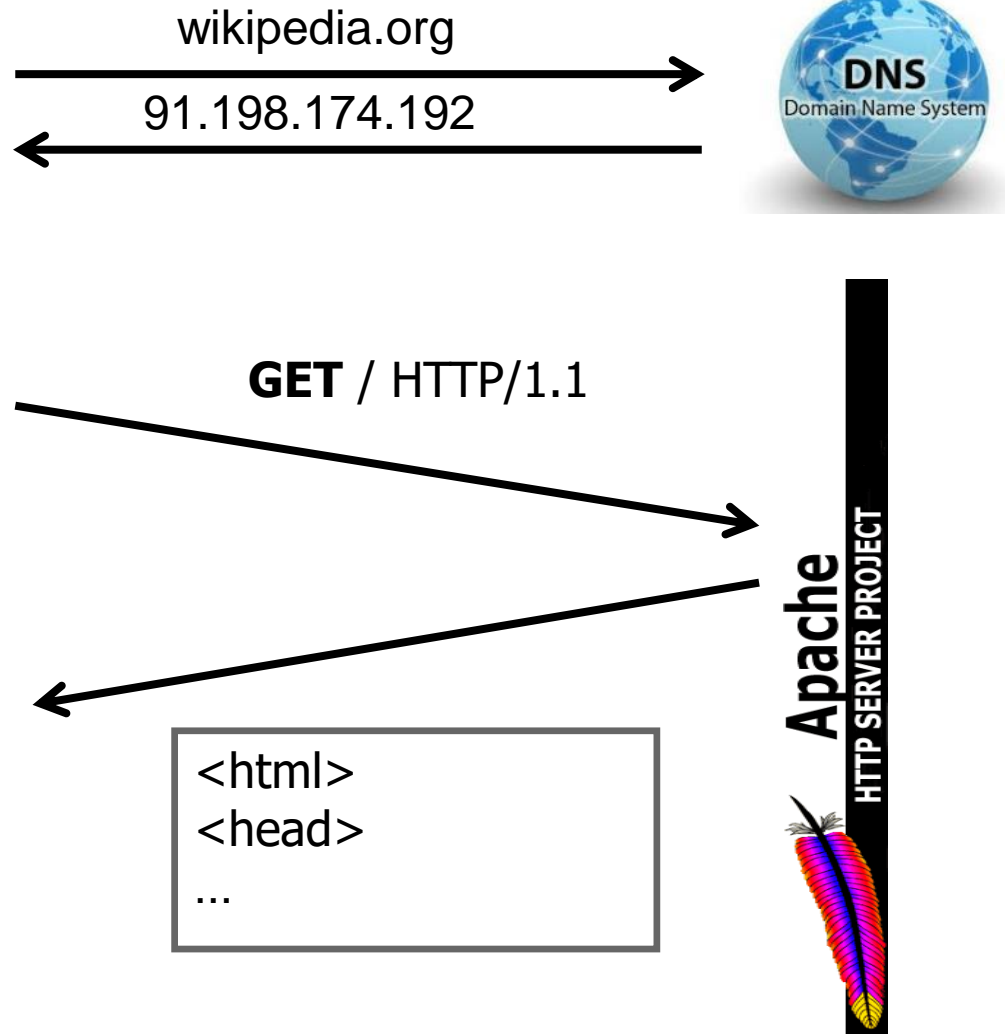 wikipedia.org
DNS
Domain Name System
91.198.174.192
GET / HTTP/1.1
Apache
HTTP SERVER PROJECT
<html>
<head>
...